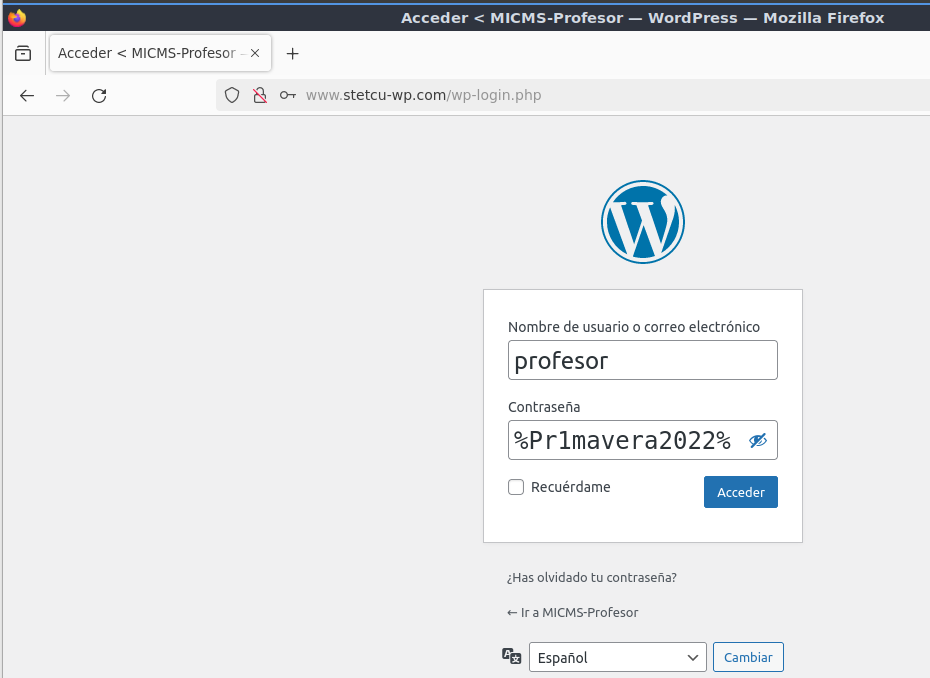 Acceder < MICMS-Profesor — WordPress — Mozilla Firefox
Acceder < MICMS-Profesor –
www.stetcu-wp.com/wp-login.php
Nombre de usuario o correo electrónico
profesor
Contraseña
%Pr1mavera2022%
Recuérdame
Acceder
¿Has olvidado tu contraseña?
← Ir a MICMS-Profesor
Español
Cambiar